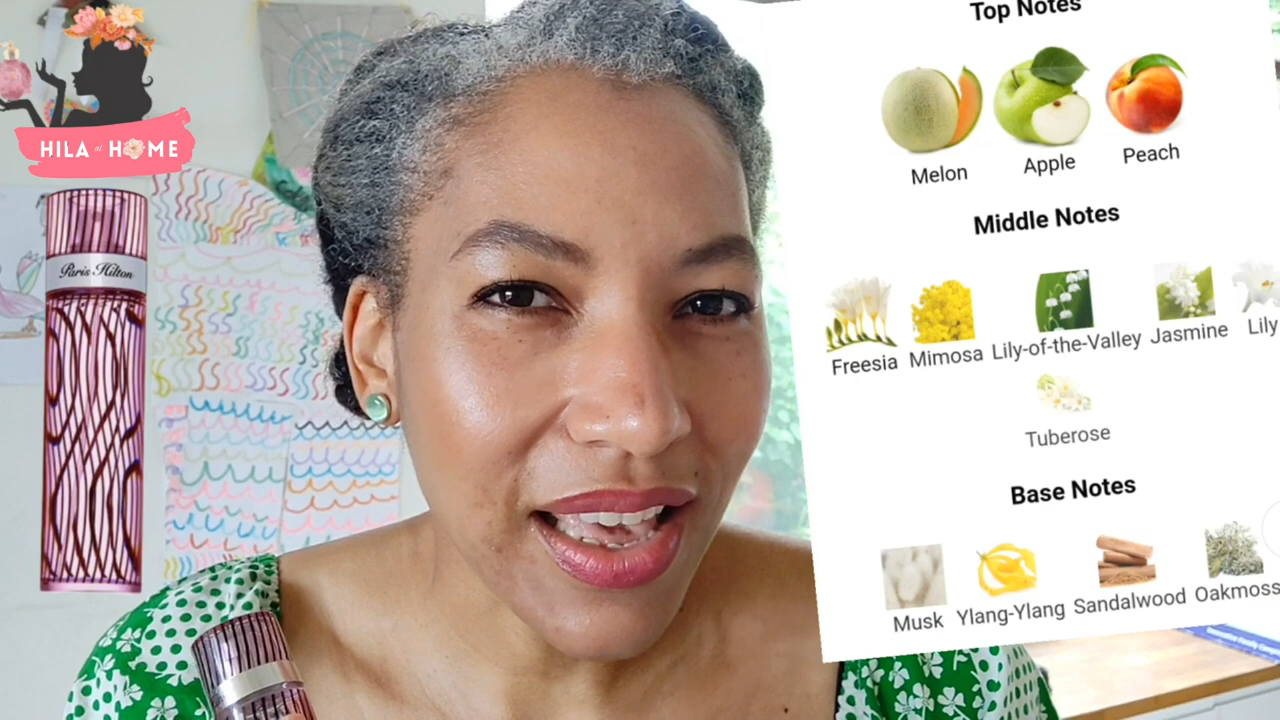 HILA at HOME
Paris Hilton
Top Notes
Melon
Apple
Peach
Middle Notes
Freesia
Mimosa
Lily-of-the-Valley
Jasmine
Lily
Tuberose
Base Notes
Musk
Ylang-Ylang
Sandalwood
Oakmoss